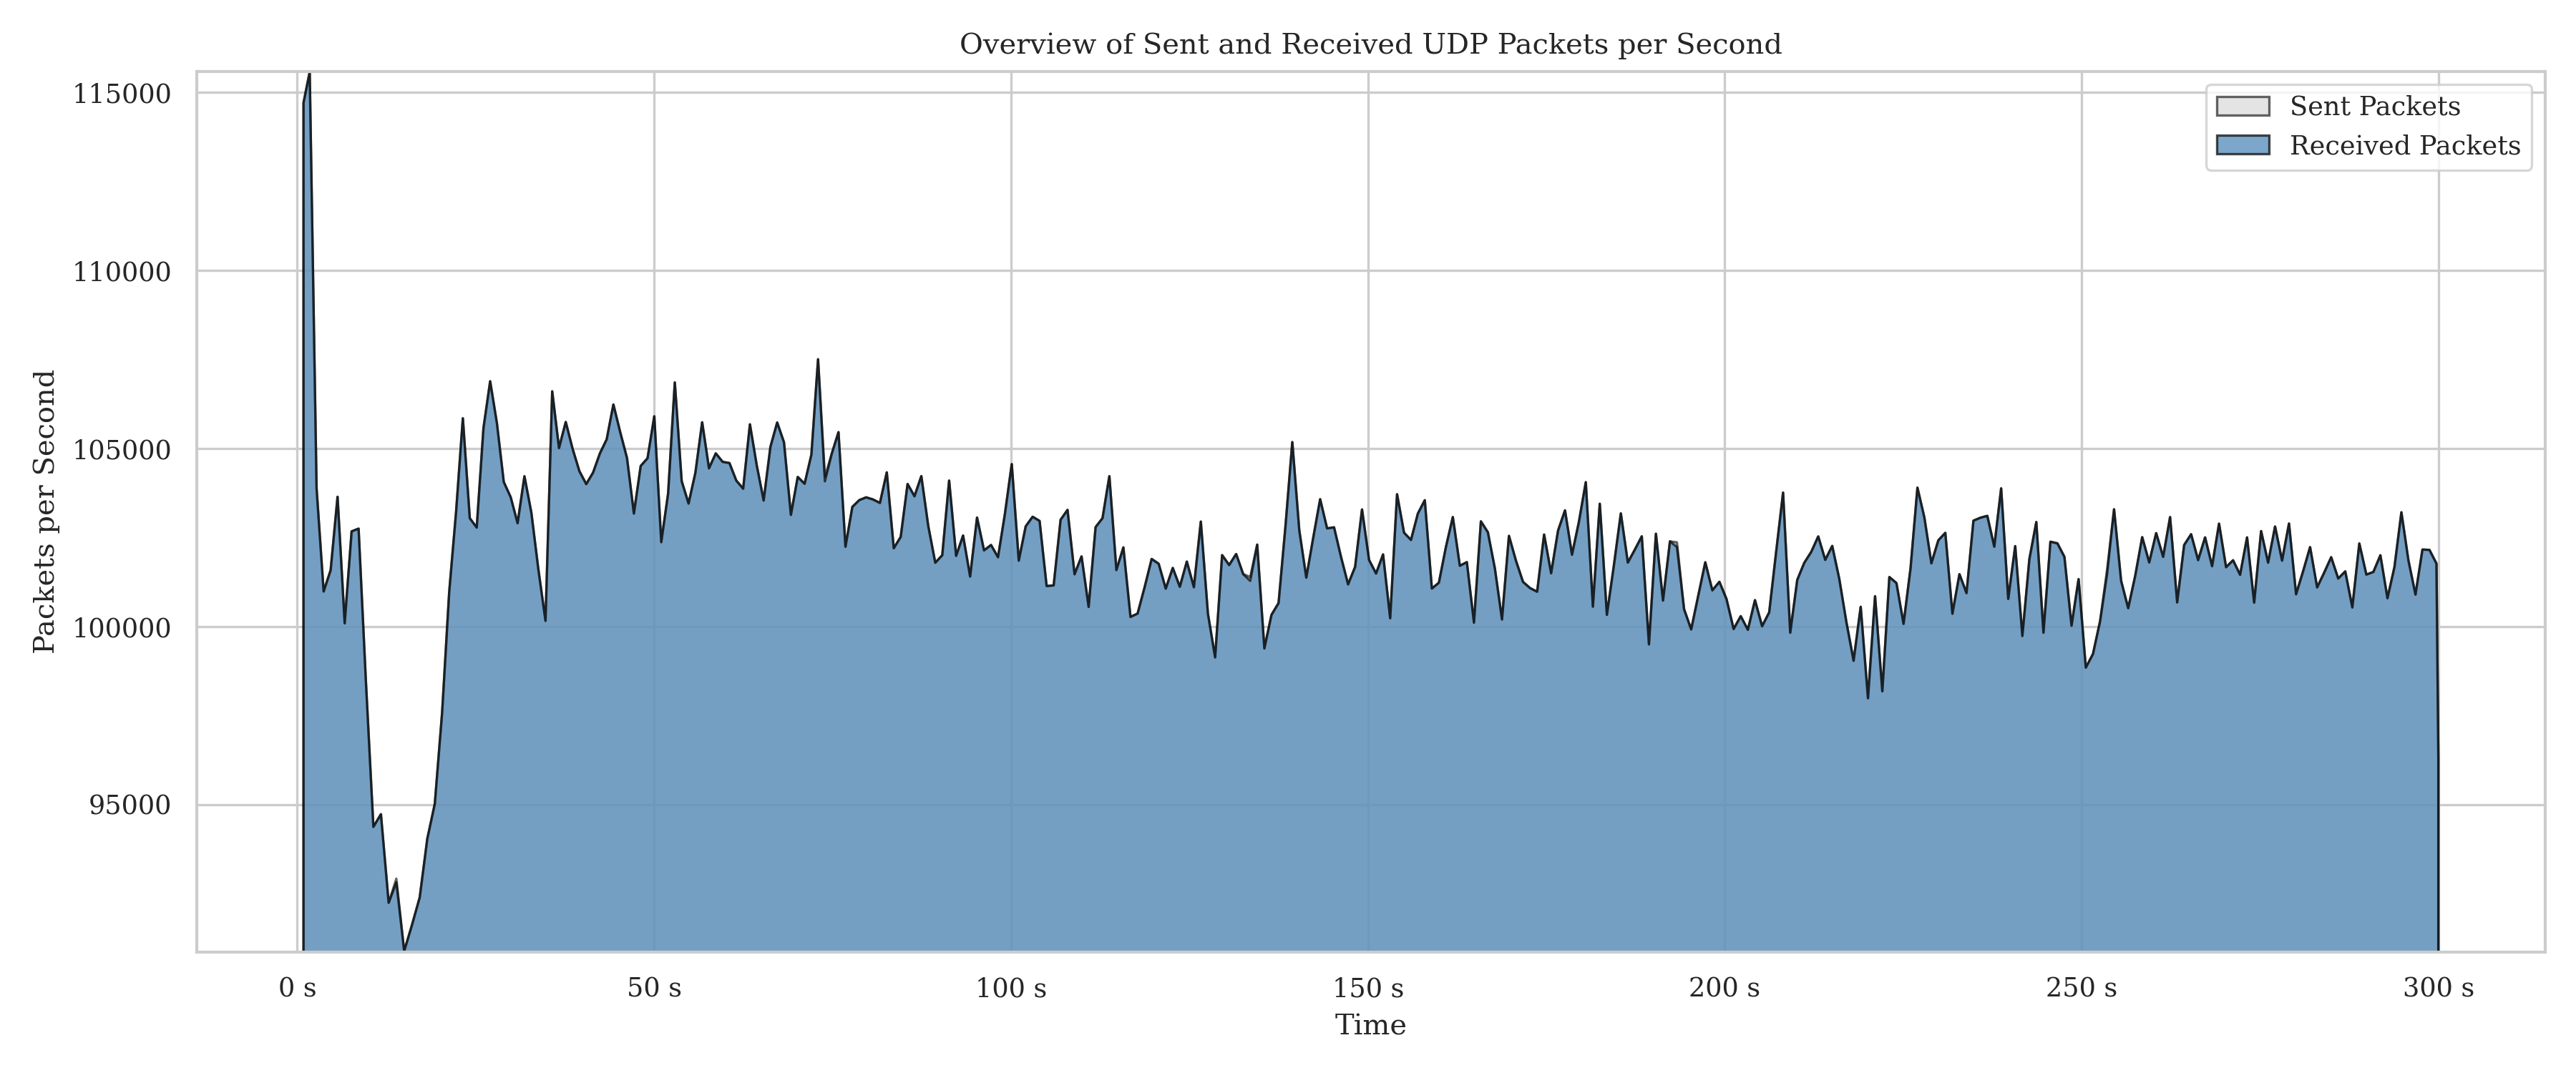 Overview of Sent and Received UDP Packets per Second
Sent Packets
Received Packets
Packets per Second
115000
110000
105000
100000
95000
0 s
50 s
100 s
150 s
200 s
250 s
300 s
Time